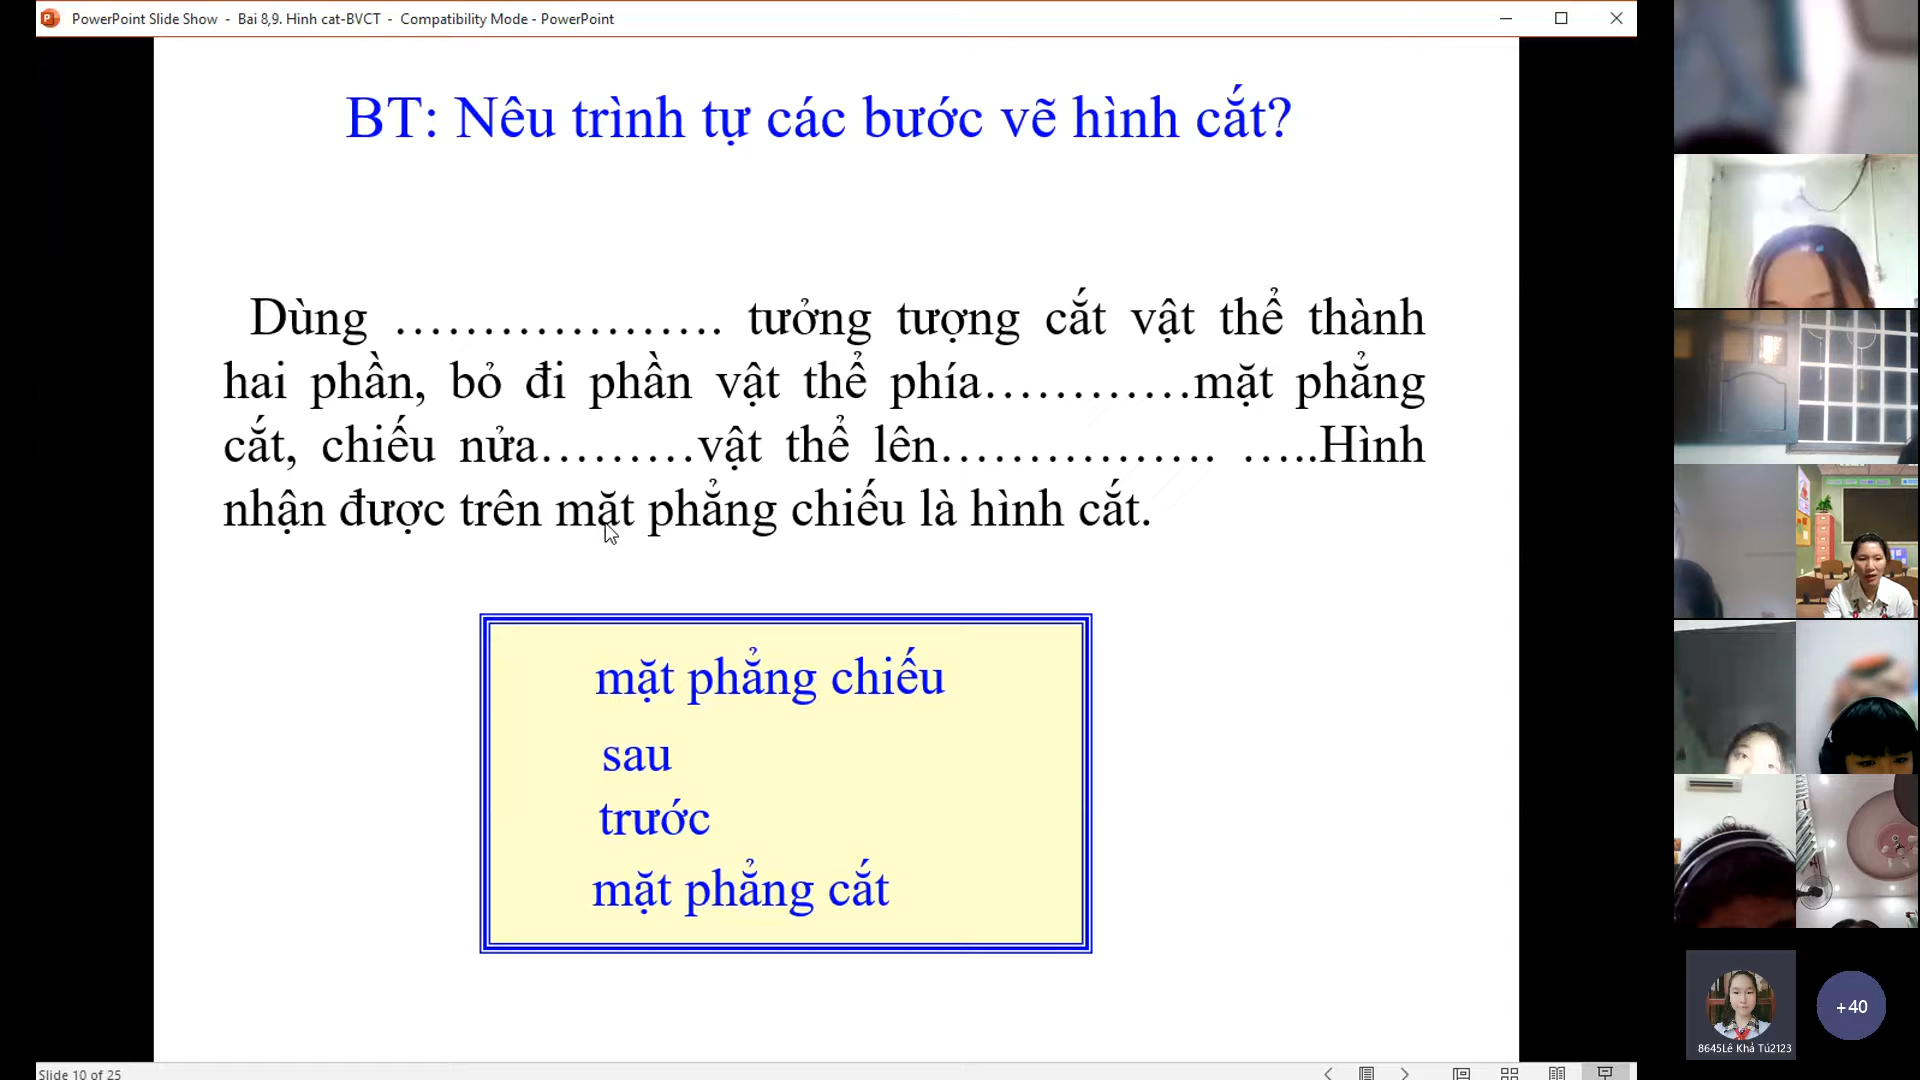 PowerPoint Slide Show - Bai 8,9. Hinh cat-BVCT - Compatibility Mode - PowerPoint
BT: Nêu trình tự các bước vẽ hình cắt?
Dùng ………………. tưởng tượng cắt vật thể thành
hai phần, bỏ đi phần vật thể phía…………mặt phẳng
cắt, chiếu nửa………vật thể lên……………. …..Hình
nhận được trên mặt phẳng chiếu là hình cắt.
mặt phẳng chiếu
sau
trước
mặt phẳng cắt
Slide 10 of 25
+40
8645Lê Khả Tú2123